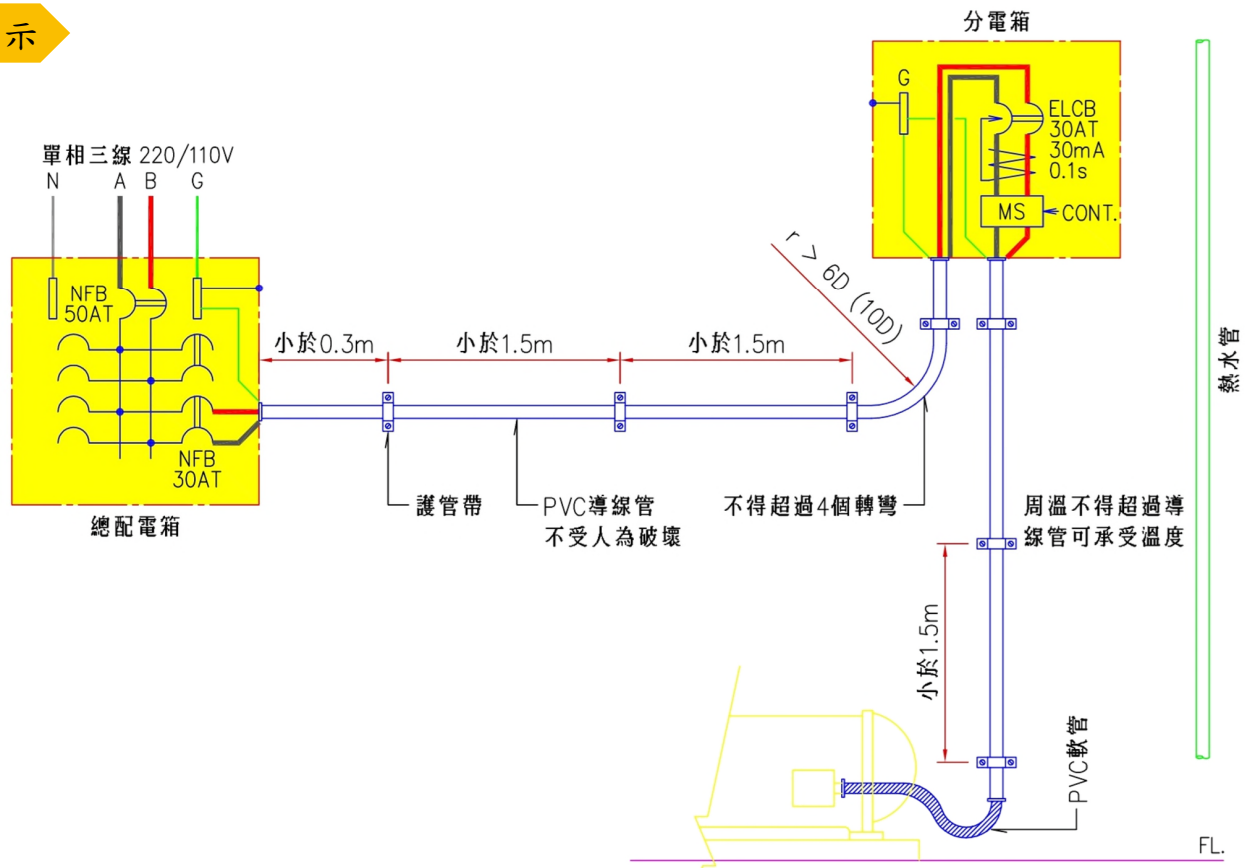 示
分電箱
G
ELCB
30AT
30mA
0.1s
MS
CONT.
單相三線 220/110V
N A B G
NFB
50AT
NFB
30AT
總配電箱
小於0.3m
小於1.5m
小於1.5m
r > 6D (10D)
護管帶
PVC導線管
不受人為破壞
不得超過4個轉彎
周溫不得超過導
線管可承受溫度
熱水管
小於1.5m
PVC軟管
FL.